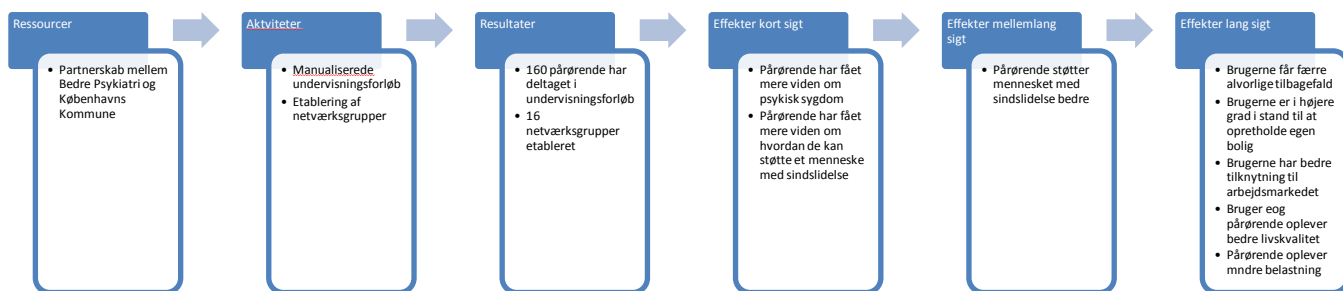 Ressourcer
• Partnerskab mellem
Bedre Psykiatri og
Københavns
Kommune
Aktviteter
• Manualiserede
undervisningsforløb
• Etablering af
netværksgrupper
Resultater
• 160 pårørende har
deltaget i
undervisningsforløb
• 16
netværksgrupper
etableret
Effekter kort sigt
• Pårørende har fået
mere viden om
psykisk sygdom
• Pårørende har fået
mere viden om
hvordan de kan
støtte et menneske
med sindslidelse
Effekter mellemlang
sigt
• Pårørende støtter
mennesket med
sindslidelse bedre
Effekter lang sigt
• Brugerne får færre
alvorlige tilbagefald
• Brugerne er i højere
grad i stand til at
opretholde egen
bolig
• Brugerne har bedre
tilknytning til
arbejdsmarkedet
• Bruger eog
pårørende oplever
bedre livskvalitet
• Pårørende oplever
mndre belastning